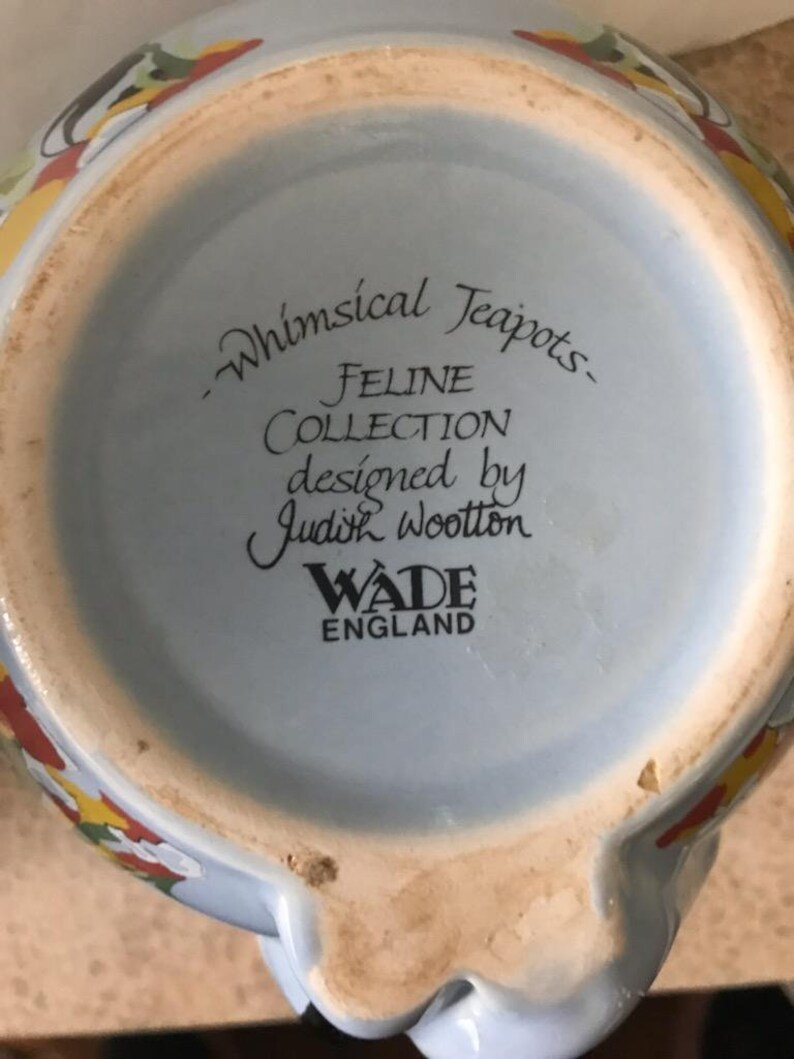 -Whimsical Teapots-
FELINE
COLLECTION
designed by
Judith Wootton
WADE
ENGLAND